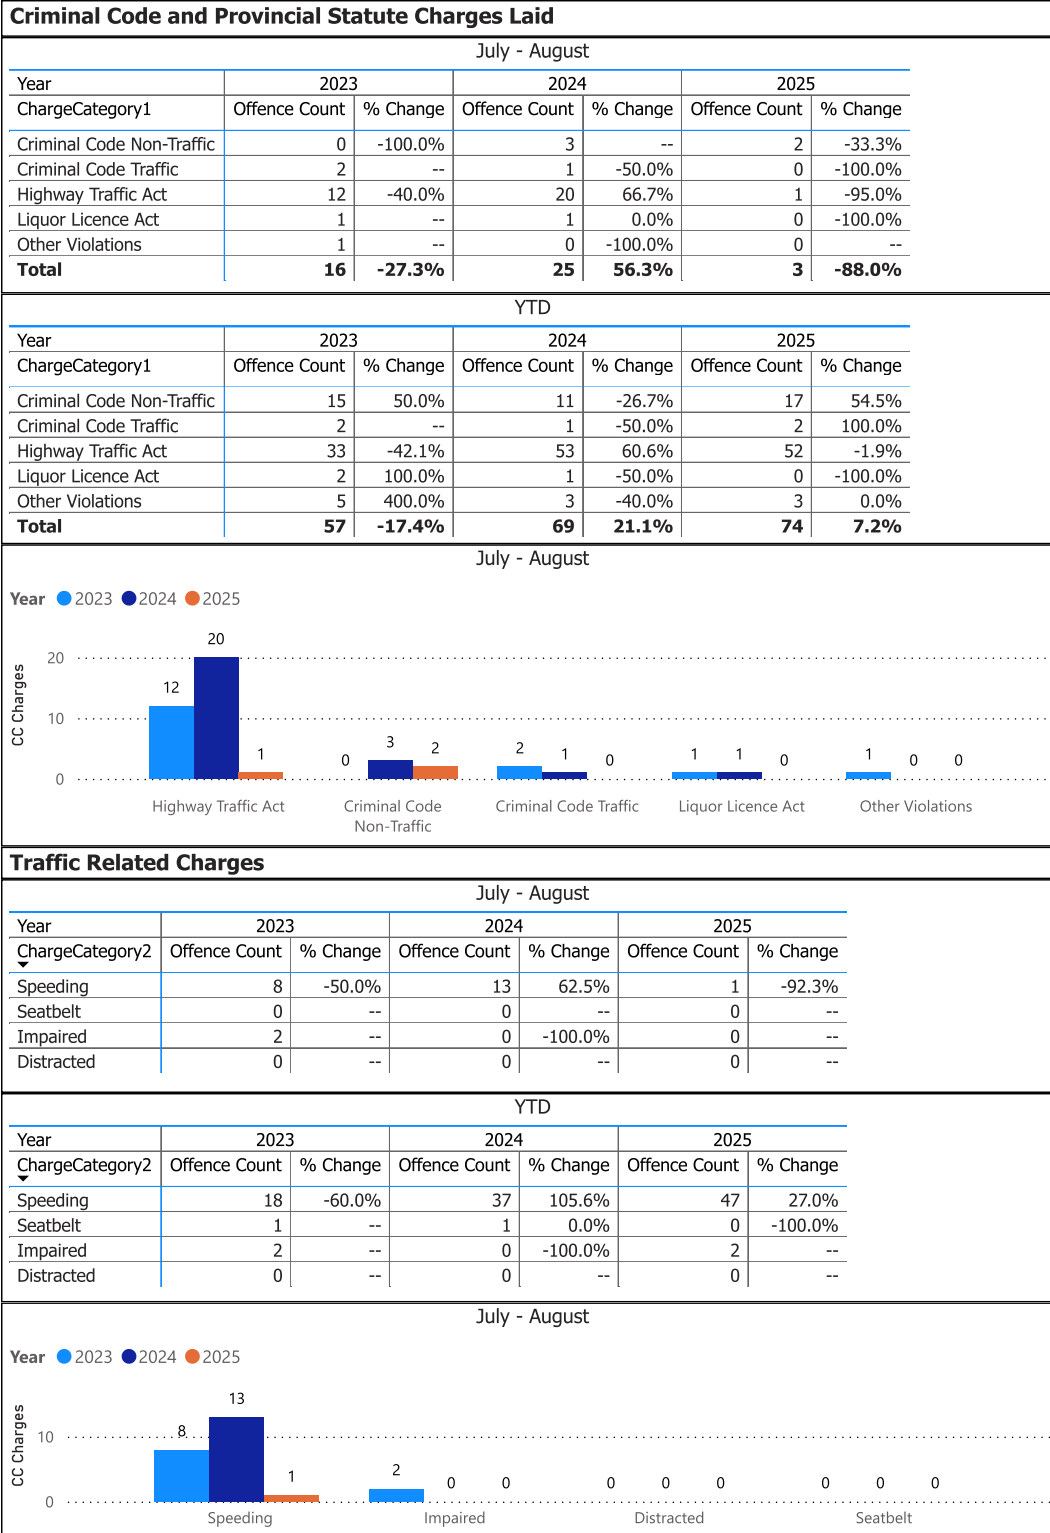 Criminal Code and Provincial Statute Charges Laid
July - August
Year 2023 2024 2025
ChargeCategory1 Offence Count % Change Offence Count % Change Offence Count % Change
Criminal Code Non-Traffic 0 -100.0% 3 -- 2 -33.3%
Criminal Code Traffic 2 -- 1 -50.0% 0 -100.0%
Highway Traffic Act 12 -40.0% 20 66.7% 1 -95.0%
Liquor Licence Act 1 -- 1 0.0% 0 -100.0%
Other Violations 1 -- 0 -100.0% 0 --
Total 16 -27.3% 25 56.3% 3 -88.0%
YTD
Year 2023 2024 2025
ChargeCategory1 Offence Count % Change Offence Count % Change Offence Count % Change
Criminal Code Non-Traffic 15 50.0% 11 -26.7% 17 54.5%
Criminal Code Traffic 2 -- 1 -50.0% 2 100.0%
Highway Traffic Act 33 -42.1% 53 60.6% 52 -1.9%
Liquor Licence Act 2 100.0% 1 -50.0% 0 -100.0%
Other Violations 5 400.0% 3 -40.0% 3 0.0%
Total 57 -17.4% 69 21.1% 74 7.2%
July - August
Year 2023 2024 2025
CC Charges
20
10
0
12 20 1
0 3 2
2 1 0
1 1 0
1 0 0
Highway Traffic Act
Criminal Code
Non-Traffic
Criminal Code Traffic
Liquor Licence Act
Other Violations
Traffic Related Charges
July - August
Year 2023 2024 2025
ChargeCategory2 Offence Count % Change Offence Count % Change Offence Count % Change
Speeding 8 -50.0% 13 62.5% 1 -92.3%
Seatbelt 0 -- 0 -- 0 --
Impaired 2 -- 0 -100.0% 0 --
Distracted 0 -- 0 -- 0 --
YTD
Year 2023 2024 2025
ChargeCategory2 Offence Count % Change Offence Count % Change Offence Count % Change
Speeding 18 -60.0% 37 105.6% 47 27.0%
Seatbelt 1 -- 1 0.0% 0 -100.0%
Impaired 2 -- 0 -100.0% 2 --
Distracted 0 -- 0 -- 0 --
July - August
Year 2023 2024 2025
CC Charges
10
0
8 13 1
2 0 0
0 0 0
0 0 0
Speeding
Impaired
Distracted
Seatbelt